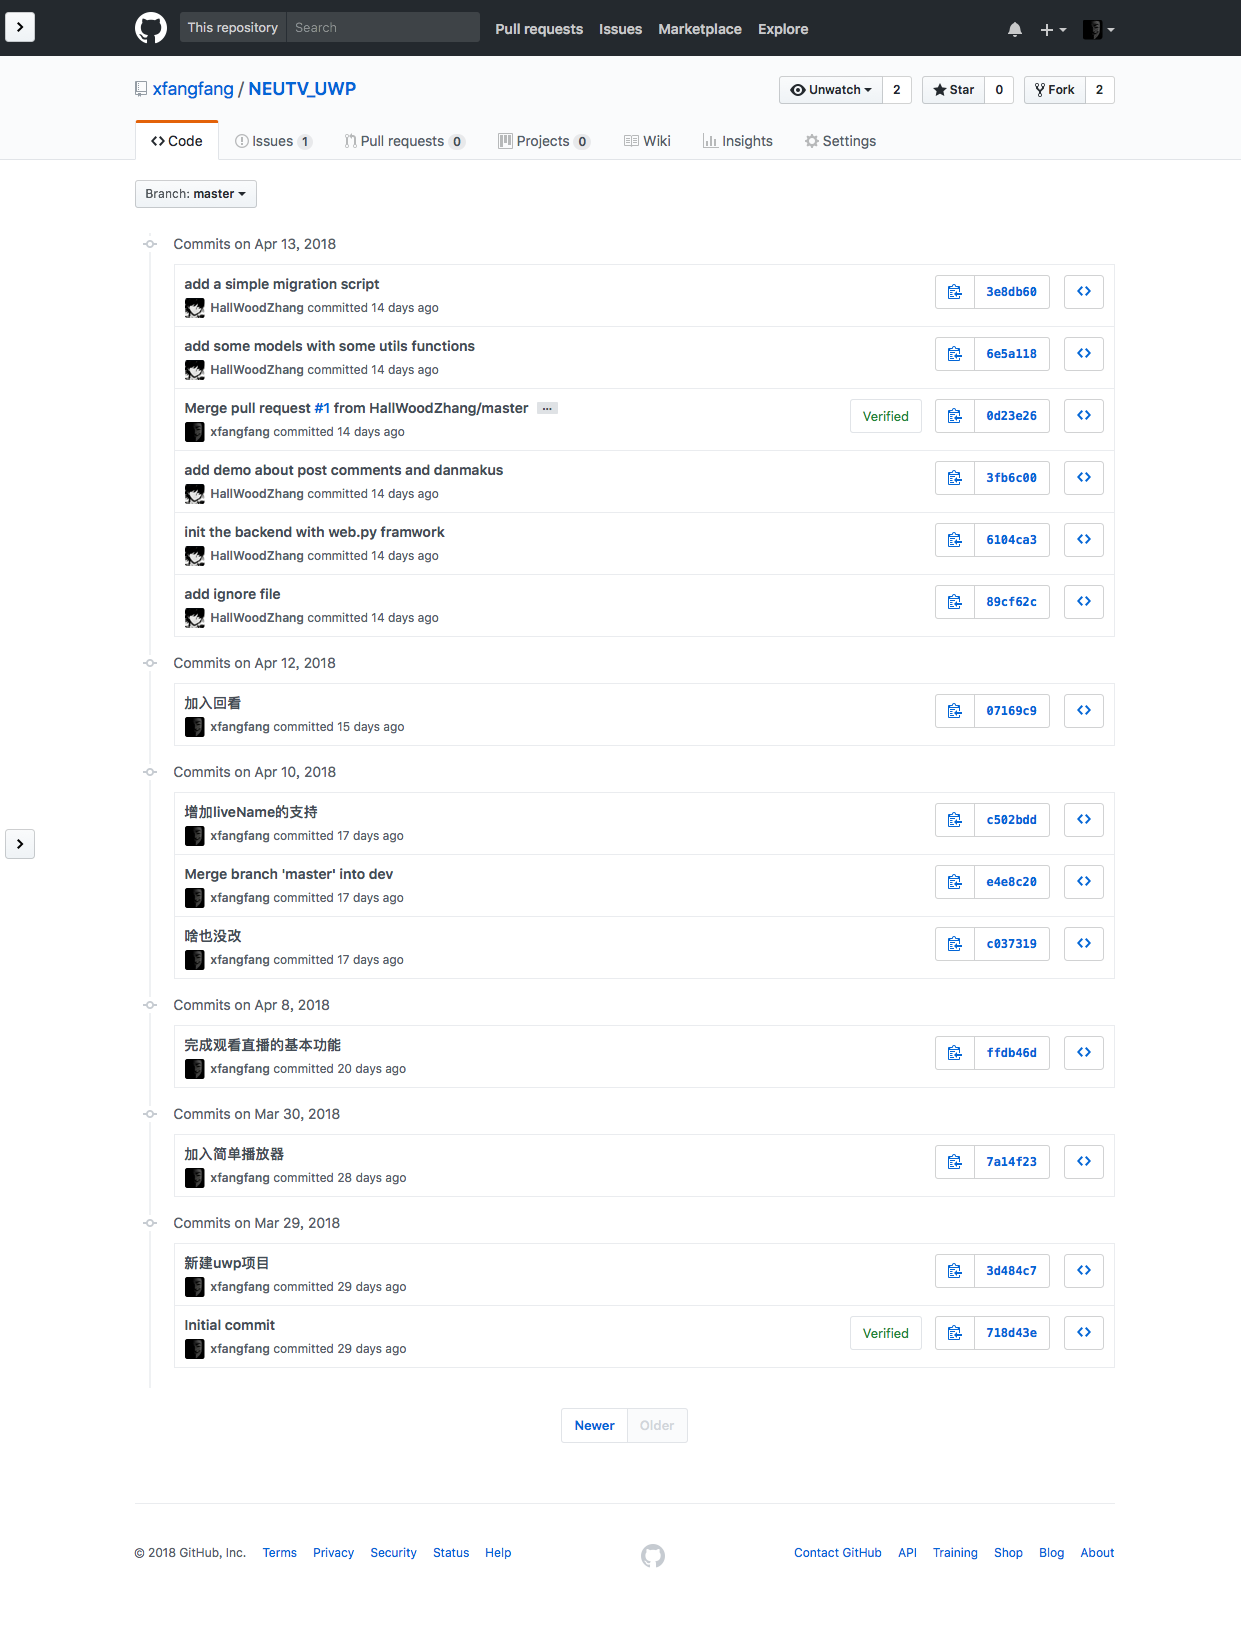 This repository Search Pull requests Issues Marketplace Explore
xfangfang / NEUTV_UWP Unwatch 2 Star 0 Fork 2
Code Issues 1 Pull requests 0 Projects 0 Wiki Insights Settings
Branch: master
Commits on Apr 13, 2018
add a simple migration script
HallWoodZhang committed 14 days ago
3e8db60
add some models with some utils functions
HallWoodZhang committed 14 days ago
6e5a118
Merge pull request #1 from HallWoodZhang/master …
xfangfang committed 14 days ago
Verified 0d23e26
add demo about post comments and danmakus
HallWoodZhang committed 14 days ago
3fb6c00
init the backend with web.py framwork
HallWoodZhang committed 14 days ago
6104ca3
add ignore file
HallWoodZhang committed 14 days ago
89cf62c
Commits on Apr 12, 2018
加入回看
xfangfang committed 15 days ago
07169c9
Commits on Apr 10, 2018
增加liveName的支持
xfangfang committed 17 days ago
c502bdd
Merge branch 'master' into dev
xfangfang committed 17 days ago
e4e8c20
啥也没改
xfangfang committed 17 days ago
c037319
Commits on Apr 8, 2018
完成观看直播的基本功能
xfangfang committed 20 days ago
ffdb46d
Commits on Mar 30, 2018
加入简单播放器
xfangfang committed 28 days ago
7a14f23
Commits on Mar 29, 2018
新建uwp项目
xfangfang committed 29 days ago
3d484c7
Initial commit
xfangfang committed 29 days ago
Verified 718d43e
Newer Older
© 2018 GitHub, Inc. Terms Privacy Security Status Help Contact GitHub API Training Shop Blog About